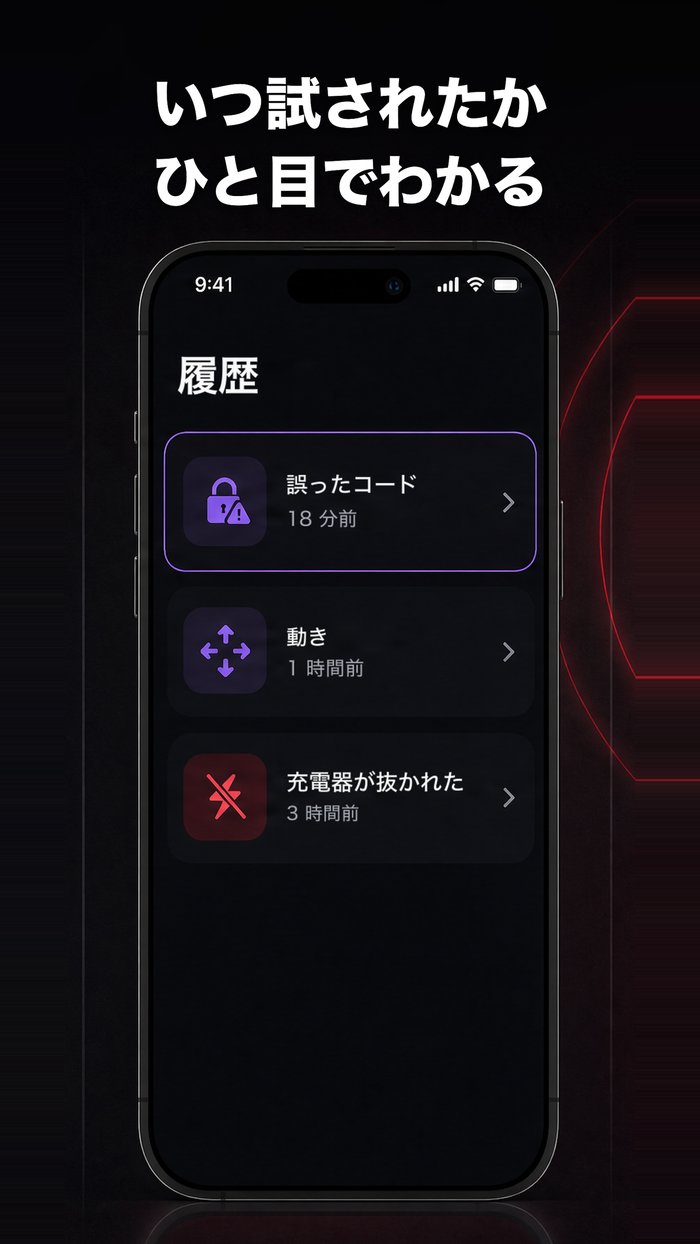 いつ試されたか
ひと目でわかる
9:41
履歴
誤ったコード
18 分前
動き
1 時間前
充電器が抜かれた
3 時間前